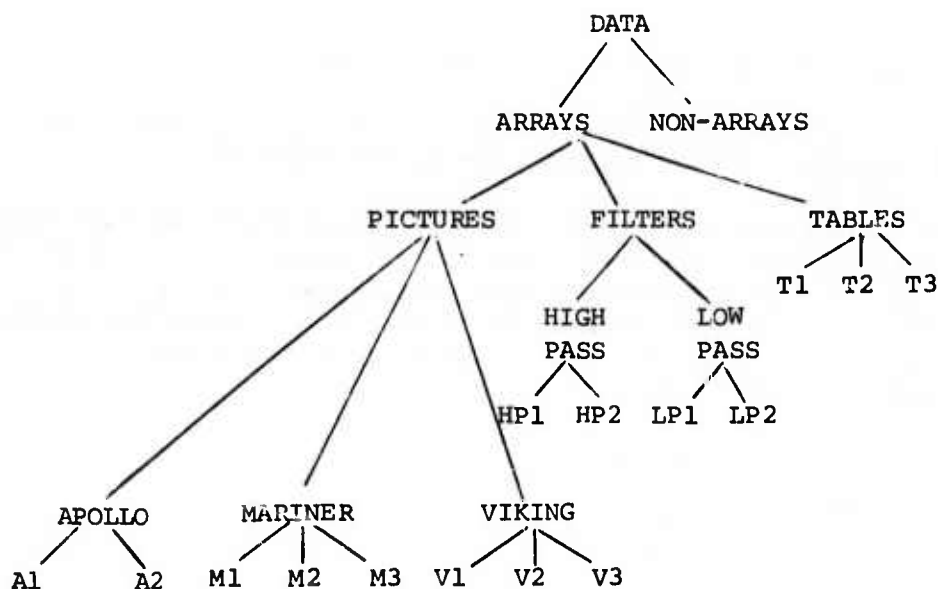 DATA
ARRAYS NON-ARRAYS
PICTURES FILTERS TABLES
T1 T2 T3
HIGH LOW
PASS PASS
HP1 HP2 LP1 LP2
APOLLO MARINER VIKING
A1 A2 M1 M2 M3 V1 V2 V3